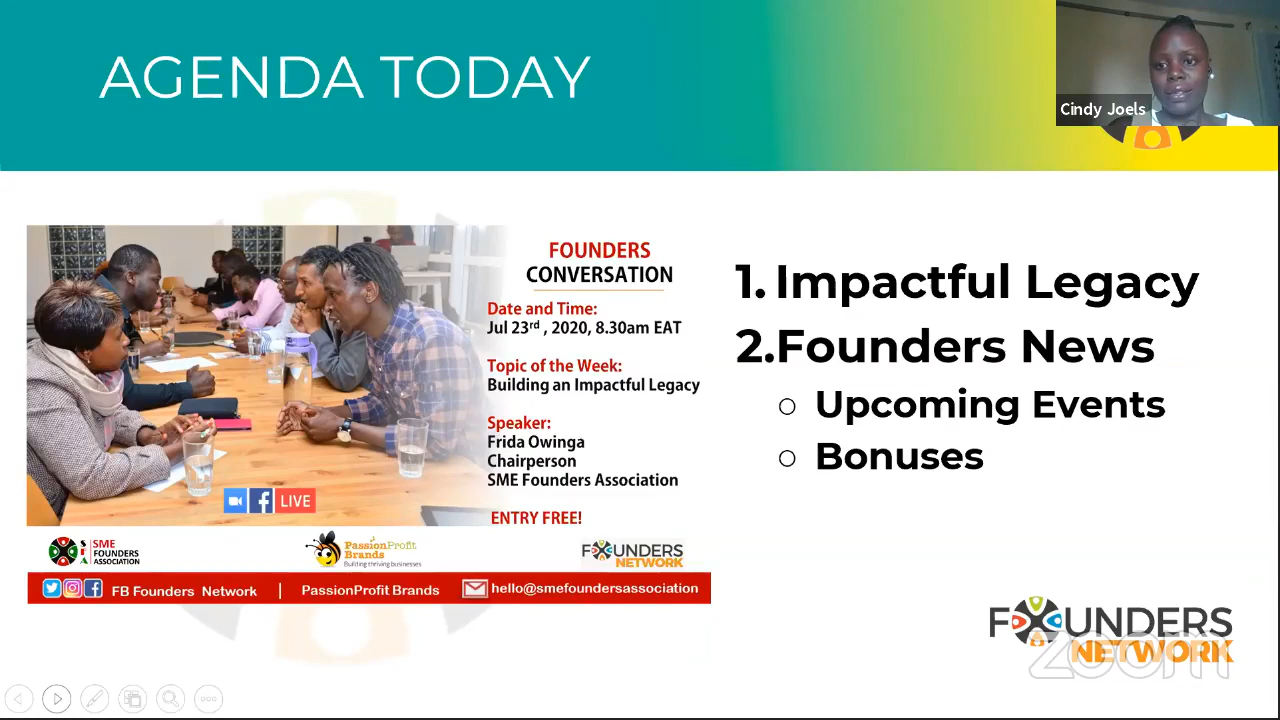 AGENDA TODAY
Cindy Joels
FOUNDERS
CONVERSATION
Date and Time:
Jul 23rd , 2020, 8.30am EAT
Topic of the Week:
Building an Impactful Legacy
Speaker:
Frida Owinga
Chairperson
SME Founders Association
ENTRY FREE!
LIVE
SME
FOUNDERS
ASSOCIATION
S
F
A
PassionProfit
Brands
Building thriving businesses
FOUNDERS
NETWORK
FB Founders Network | PassionProfit Brands hello@smefoundersassociation
1. Impactful Legacy
2.Founders News
○ Upcoming Events
○ Bonuses
FOUNDERS
NETWORK
zoom